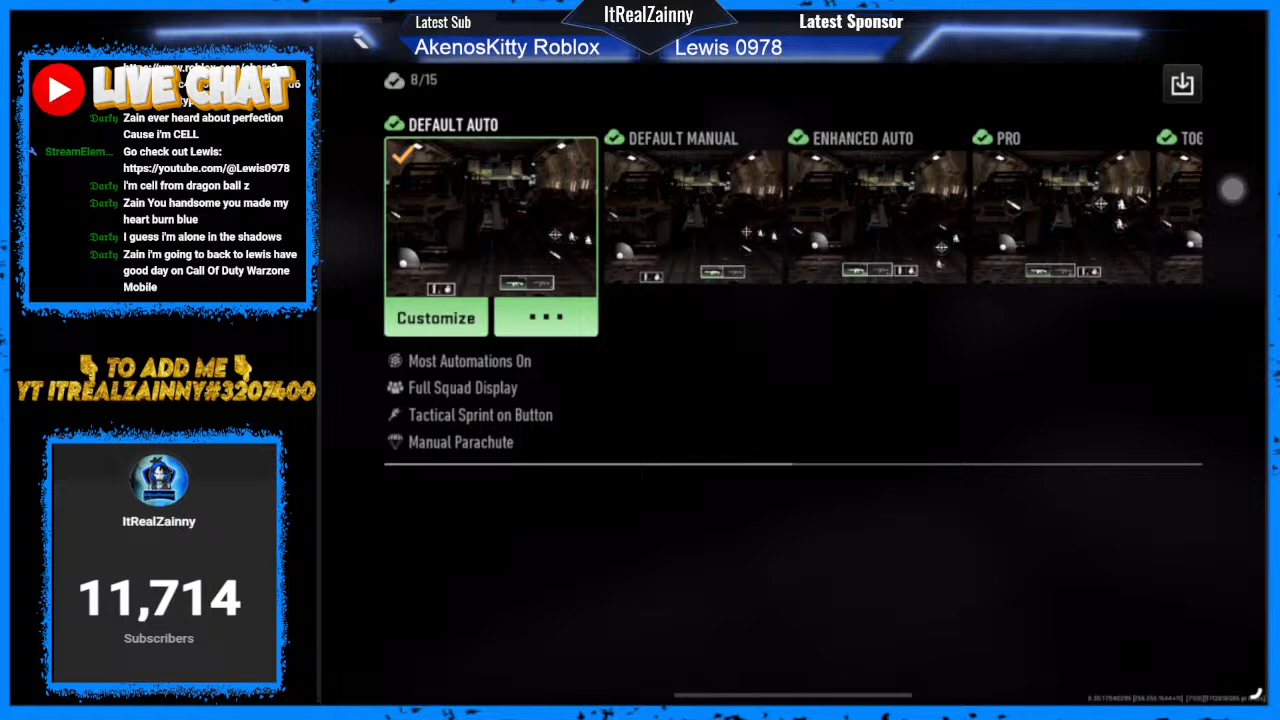 Latest Sub
AkenosKitty Roblox
ItRealZainny
Latest Sponsor
Lewis 0978
LIVE CHAT
Darfy Zain ever heard about perfection
Cause i'm CELL
StreamElem... Go check out Lewis:
https://youtube.com/@Lewis0978
Darfy i'm cell from dragon ball z
Darfy Zain You handsome you made my
heart burn blue
Darfy I guess i'm alone in the shadows
Darfy Zain i'm going to back to lewis have
good day on Call Of Duty Warzone
Mobile
TO ADD ME
YT ITREALZAINNY#3207400
ItRealZainny
11,714
Subscribers
8/15
DEFAULT AUTO
DEFAULT MANUAL
ENHANCED AUTO
PRO
TOG
Customize
...
Most Automations On
Full Squad Display
Tactical Sprint on Button
Manual Parachute